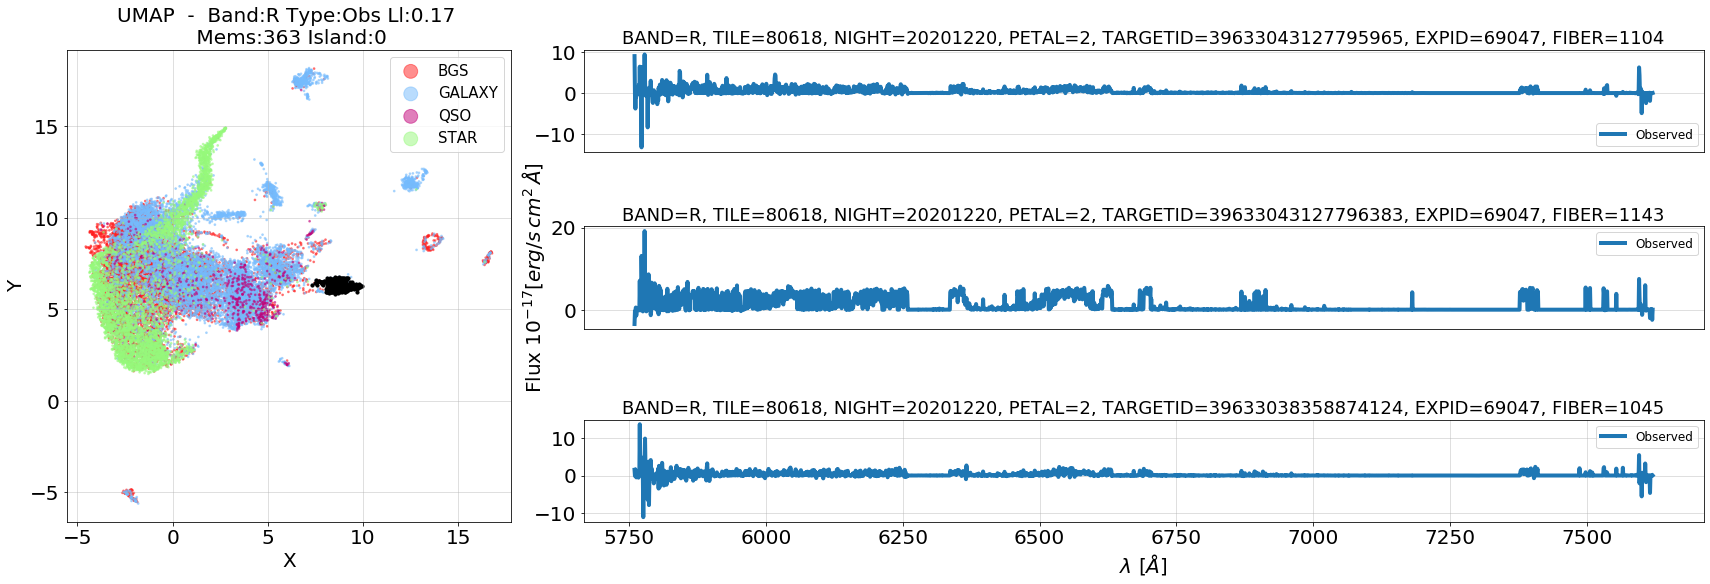 UMAP - Band:R Type:Obs Ll:0.17
Mems:363 Island:0
BGS
GALAXY
QSO
STAR
15
10
5
0
−5
Y
−5
0
5
10
15
X
BAND=R, TILE=80618, NIGHT=20201220, PETAL=2, TARGETID=39633043127795965, EXPID=69047, FIBER=1104
10
0
−10
Observed
BAND=R, TILE=80618, NIGHT=20201220, PETAL=2, TARGETID=39633043127796383, EXPID=69047, FIBER=1143
20
0
Observed
Flux 10^{-17}[erg/s cm^2 Å]
BAND=R, TILE=80618, NIGHT=20201220, PETAL=2, TARGETID=39633038358874124, EXPID=69047, FIBER=1045
10
0
−10
Observed
5750
6000
6250
6500
6750
7000
7250
7500
λ [Å]